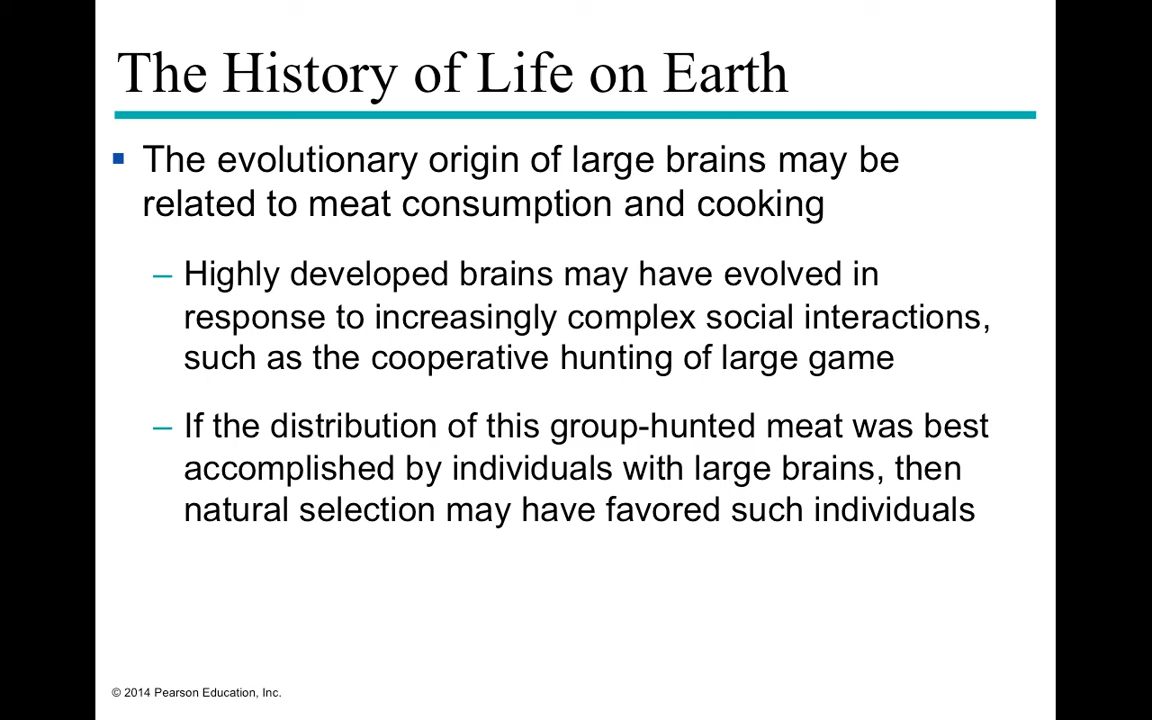 The History of Life on Earth
▪ The evolutionary origin of large brains may be
related to meat consumption and cooking
– Highly developed brains may have evolved in
response to increasingly complex social interactions,
such as the cooperative hunting of large game
– If the distribution of this group-hunted meat was best
accomplished by individuals with large brains, then
natural selection may have favored such individuals
© 2014 Pearson Education, Inc.